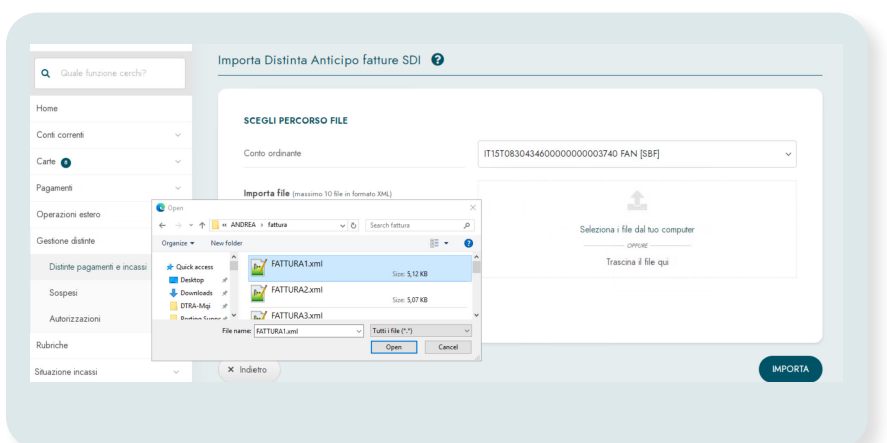 Importa Distinta Anticipo fatture SDI ?
Quale funzione cerchi?
Home
Conti correnti
Carte
Pagamenti
Operazioni estero
Gestione distinte
Distinte pagamenti e incassi
Sospesi
Autorizzazioni
Rubriche
Situazione incassi
SCEGLI PERCORSO FILE
Conto ordinante
IT15T0830434600000000003740 FAN [SBF]
Importa file (massimo 10 file in formato XML)
Seleziona i file dal tuo computer
OPPURE
Trascina il file qui
Open
« ANDREA › fattura
Search fattura
Organize
New folder
?
Quick access
Desktop
Downloads
DTRA-Mqi
FATTURA1.xml
Size: 5,12 KB
FATTURA2.xml
Size: 5,07 KB
FATTURA3.xml
File name: FATTURA1.xml
Tutti i file (*.*)
Open
Cancel
× Indietro
IMPORTA